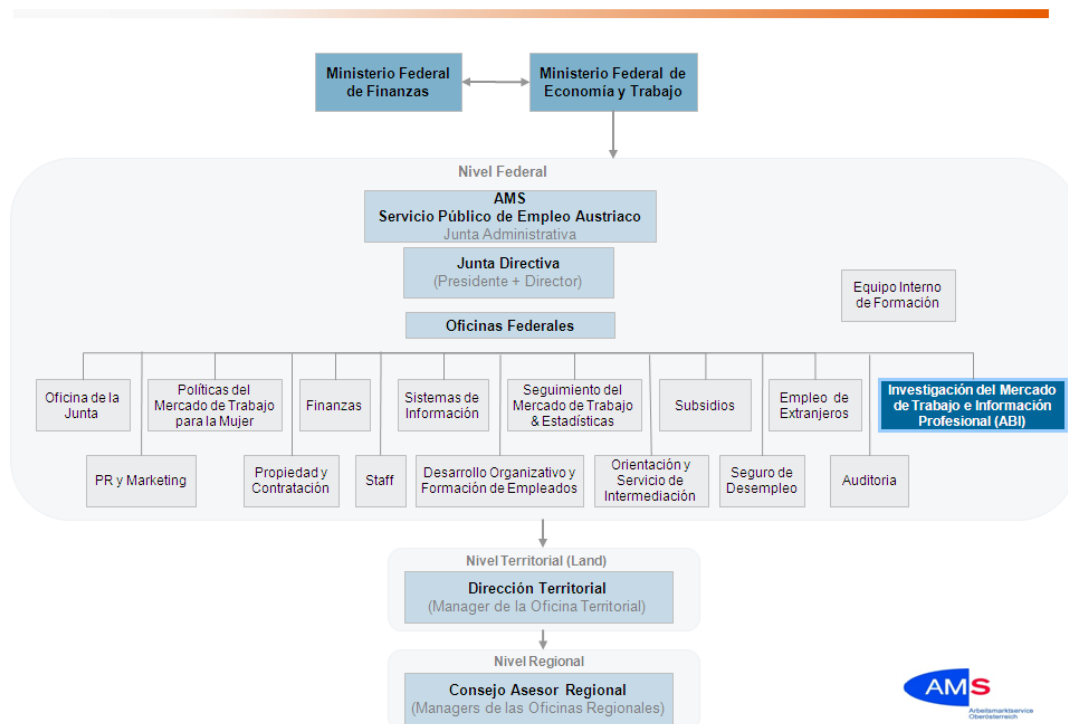 Ministerio Federal
de Finanzas
Ministerio Federal de
Economía y Trabajo
Nivel Federal
AMS
Servicio Público de Empleo Austriaco
Junta Administrativa
Junta Directiva
(Presidente + Director)
Equipo Interno
de Formación
Oficinas Federales
Oficina de la
Junta
Políticas del
Mercado de Trabajo
para la Mujer
Finanzas
Sistemas de
Información
Seguimiento del
Mercado de Trabajo
& Estadísticas
Subsidios
Empleo de
Extranjeros
Investigación del Mercado
de Trabajo e Información
Profesional (ABI)
PR y Marketing
Propiedad y
Contratación
Staff
Desarrollo Organizativo y
Formación de Empleados
Orientación y
Servicio de
Intermediación
Seguro de
Desempleo
Auditoria
Nivel Territorial (Land)
Dirección Territorial
(Manager de la Oficina Territorial)
Nivel Regional
Consejo Asesor Regional
(Managers de las Oficinas Regionales)
AMS
Arbeitsmarktservice
Oberösterreich